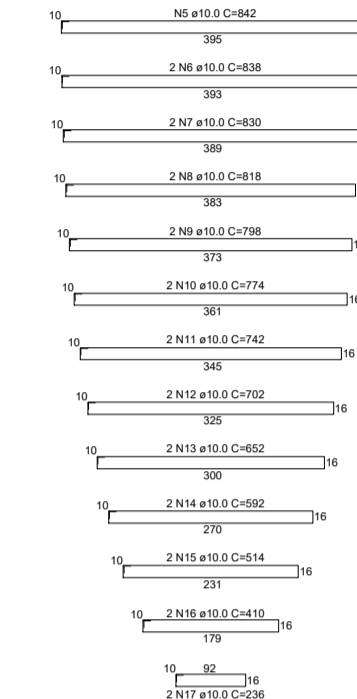 N5 ø10.0 C=842
10
395
2 N6 ø10.0 C=838
10
393
2 N7 ø10.0 C=830
10
389
2 N8 ø10.0 C=818
10
383
2 N9 ø10.0 C=798
10
373
2 N10 ø10.0 C=774
10 16
361
2 N11 ø10.0 C=742
10 16
345
2 N12 ø10.0 C=702
10 16
325
2 N13 ø10.0 C=652
10 16
300
2 N14 ø10.0 C=592
10 16
270
2 N15 ø10.0 C=514
10 16
231
2 N16 ø10.0 C=410
10 16
179
10 92 16
2 N17 ø10.0 C=236